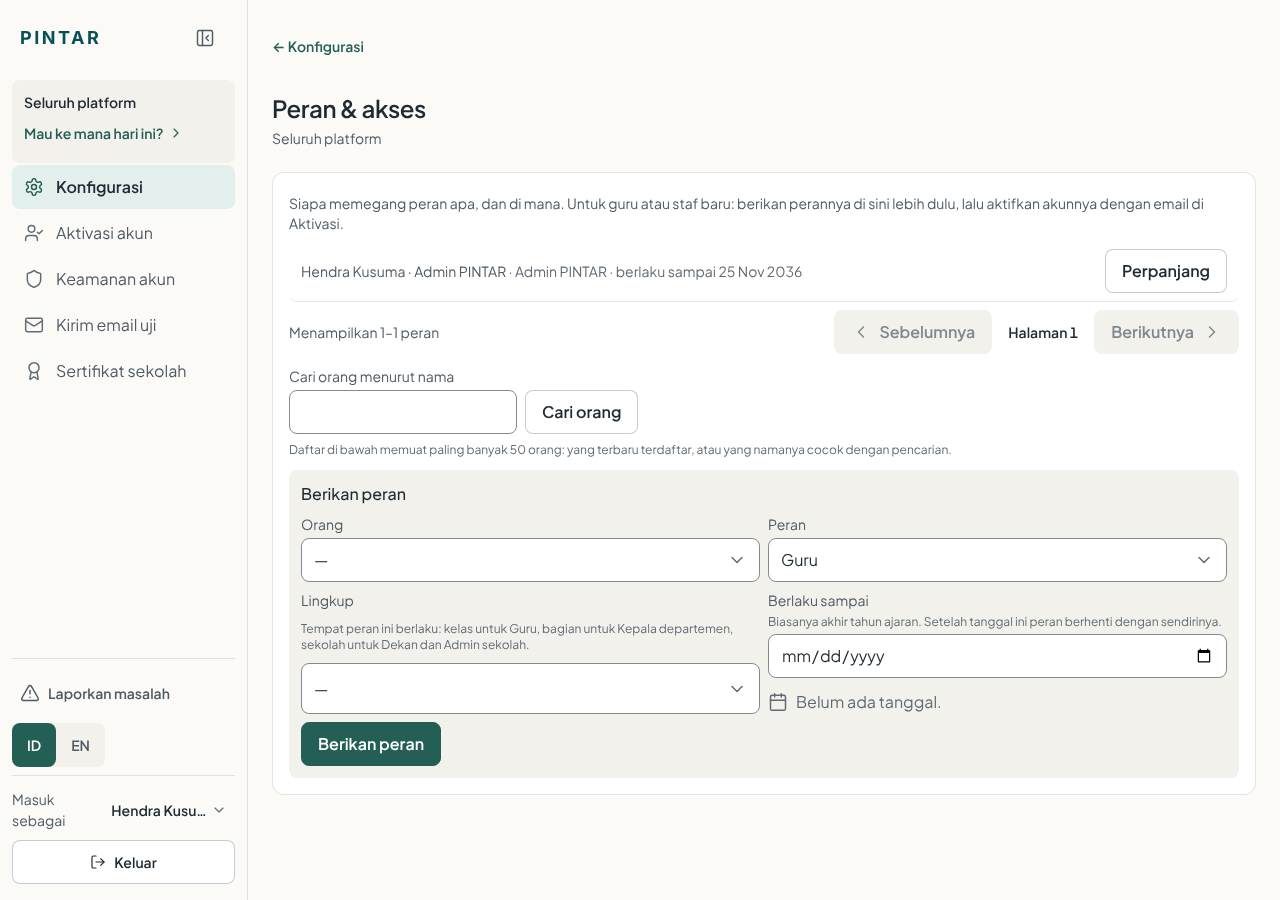 PINTAR
Seluruh platform
Mau ke mana hari ini?
Konfigurasi
Aktivasi akun
Keamanan akun
Kirim email uji
Sertifikat sekolah
Laporkan masalah
ID EN
Masuk sebagai
Hendra Kusu…
Keluar
← Konfigurasi
Peran & akses
Seluruh platform
Siapa memegang peran apa, dan di mana. Untuk guru atau staf baru: berikan perannya di sini lebih dulu, lalu aktifkan akunnya dengan email di
Aktivasi.
Hendra Kusuma · Admin PINTAR · Admin PINTAR · berlaku sampai 25 Nov 2036
Perpanjang
Menampilkan 1–1 peran
Sebelumnya
Halaman 1
Berikutnya
Cari orang menurut nama
Cari orang
Daftar di bawah memuat paling banyak 50 orang: yang terbaru terdaftar, atau yang namanya cocok dengan pencarian.
Berikan peran
Orang
—
Peran
Guru
Lingkup
Tempat peran ini berlaku: kelas untuk Guru, bagian untuk Kepala departemen,
sekolah untuk Dekan dan Admin sekolah.
—
Berlaku sampai
Biasanya akhir tahun ajaran. Setelah tanggal ini peran berhenti dengan sendirinya.
mm/dd/yyyy
Belum ada tanggal.
Berikan peran